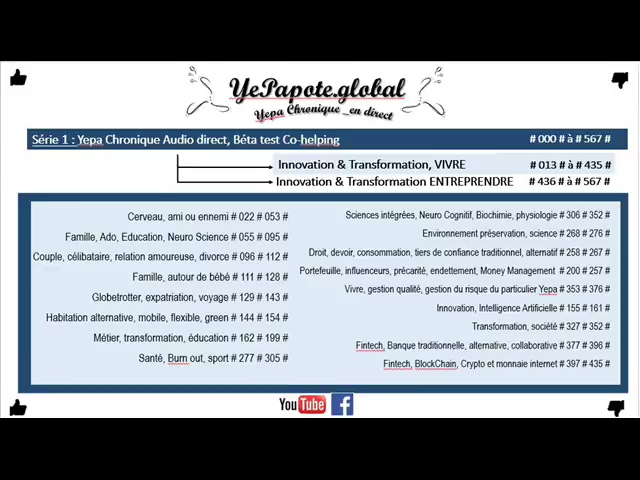 YePapote.global
Yepa Chronique _en direct
Série 1 : Yepa Chronique Audio direct, Béta test Co-helping # 000 # à # 567 #
Innovation & Transformation, VIVRE # 013 # à # 435 #
Innovation & Transformation ENTREPRENDRE # 436 # à # 567 #
Cerveau, ami ou ennemi # 022 # 053 #
Famille, Ado, Education, Neuro Science # 055 # 095 #
Couple, célibataire, relation amoureuse, divorce # 096 # 112 #
Famille, autour de bébé # 111 # 128 #
Globetrotter, expatriation, voyage # 129 # 143 #
Habitation alternative, mobile, flexible, green # 144 # 154 #
Métier, transformation, éducation # 162 # 199 #
Santé, Burn out, sport # 277 # 305 #
Sciences intégrées, Neuro Cognitif, Biochimie, physiologie # 306 # 352 #
Environnement préservation, science # 268 # 276 #
Droit, devoir, consommation, tiers de confiance traditionnel, alternatif # 258 # 267 #
Portefeuille, influenceurs, précarité, endettement, Money Management # 200 # 257 #
Vivre, gestion qualité, gestion du risque du particulier Yepa # 353 # 376 #
Innovation, Intelligence Artificielle # 155 # 161 #
Transformation, société # 327 # 352 #
Fintech, Banque traditionnelle, alternative, collaborative # 377 # 396 #
Fintech, BlockChain, Crypto et monnaie internet # 397 # 435 #
YouTube f